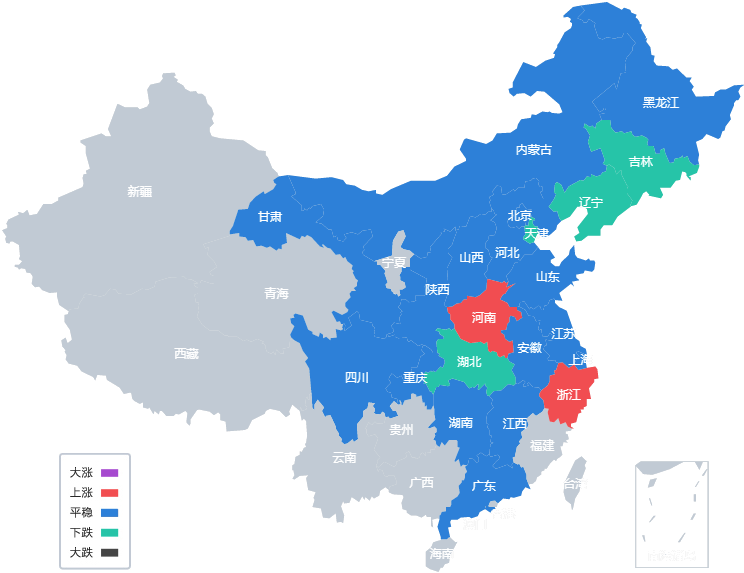 黑龙江
内蒙古
吉林
新疆
辽宁
甘肃
北京
天津
河北
山西
宁夏
山东
陕西
青海
河南
江苏
安徽
西藏
上海
湖北
四川
重庆
浙江
湖南
江西
贵州
福建
云南
广西
台湾
广东
海南
大涨
上涨
平稳
下跌
大跌